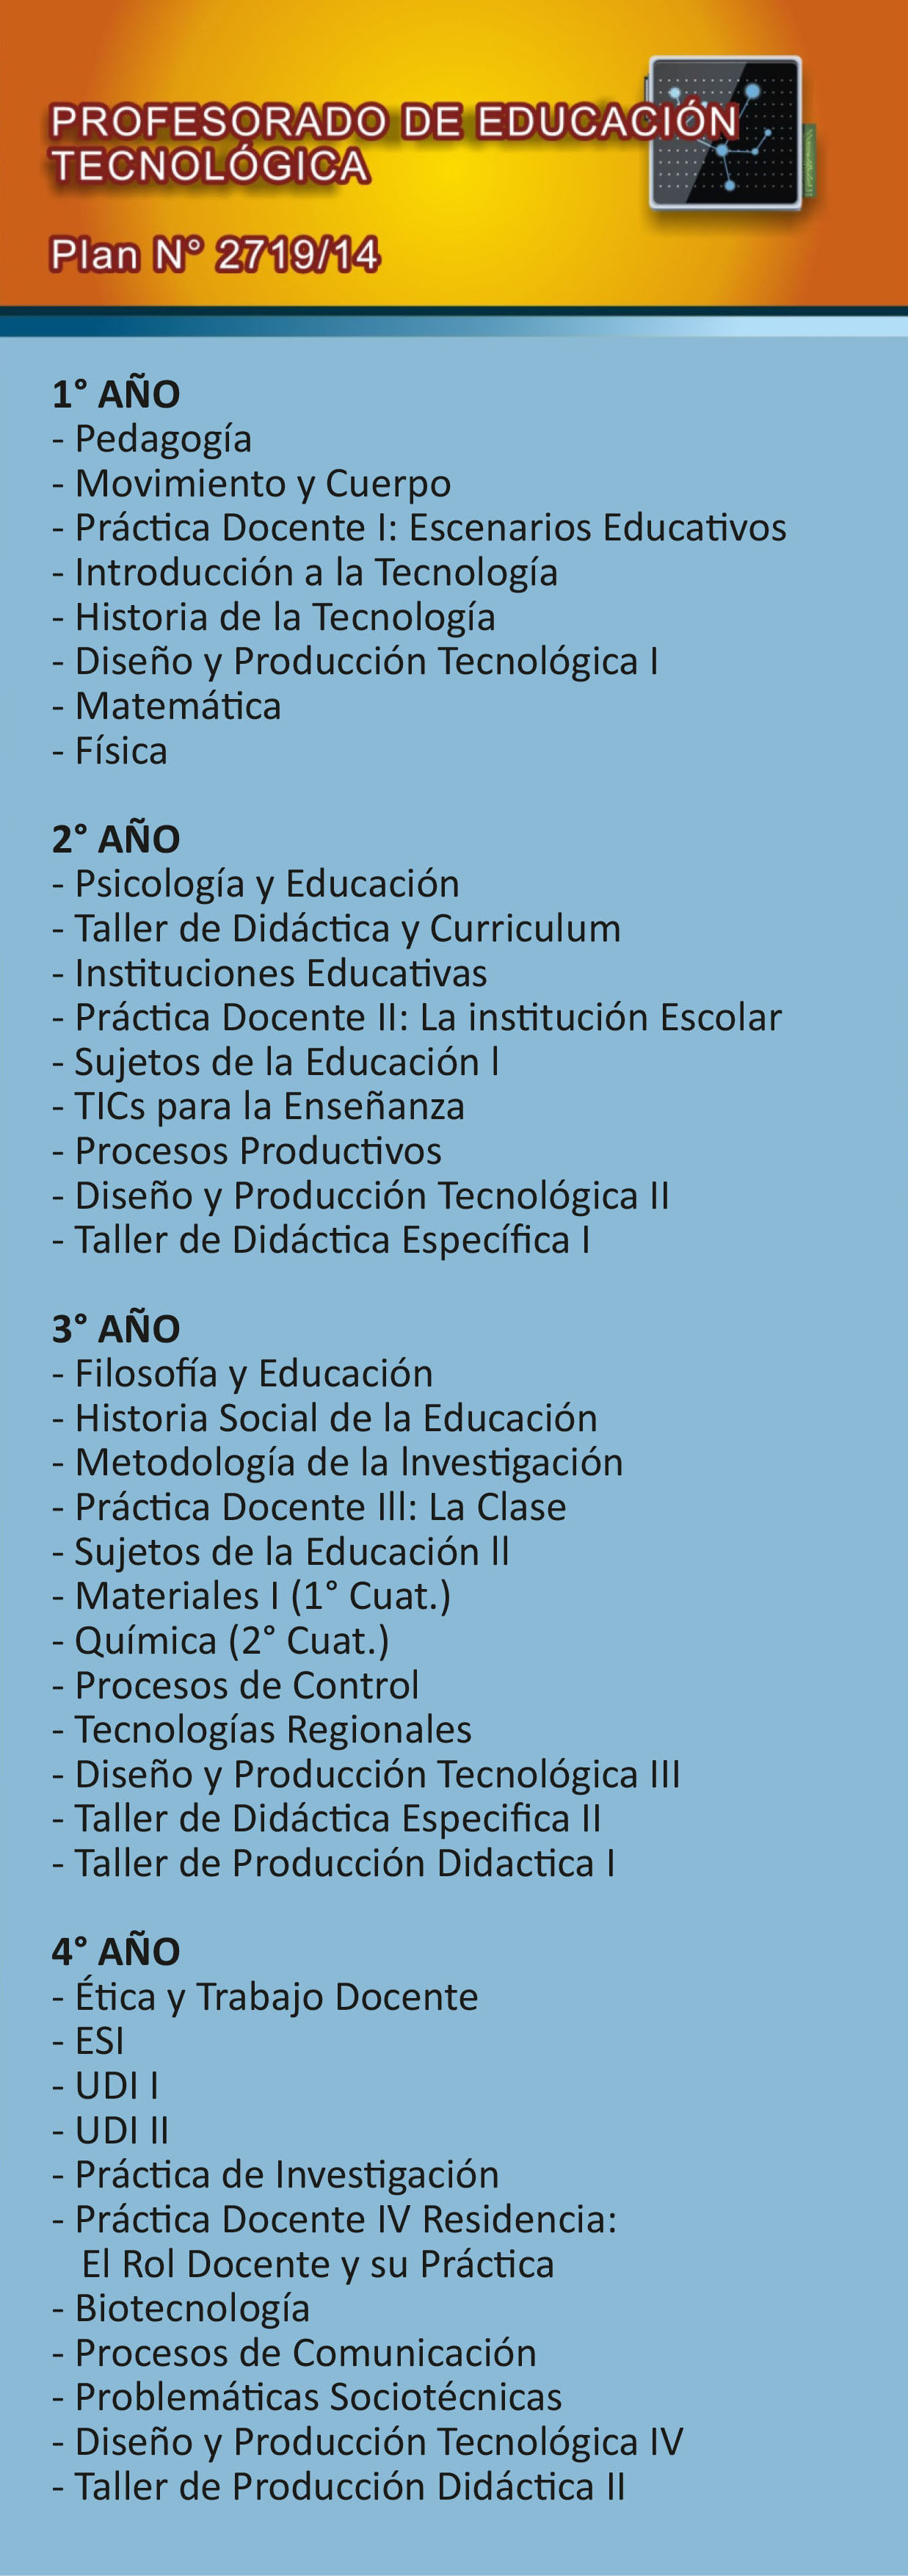 PROFESORADO DE EDUCACIÓN
TECNOLÓGICA
Plan N° 2719/14
1° AÑO
- Pedagogía
- Movimiento y Cuerpo
- Práctica Docente I: Escenarios Educativos
- Introducción a la Tecnología
- Historia de la Tecnología
- Diseño y Producción Tecnológica I
- Matemática
- Física
2° AÑO
- Psicología y Educación
- Taller de Didáctica y Curriculum
- Instituciones Educativas
- Práctica Docente II: La institución Escolar
- Sujetos de la Educación l
- TICs para la Enseñanza
- Procesos Productivos
- Diseño y Producción Tecnológica II
- Taller de Didáctica Específica I
3° AÑO
- Filosofía y Educación
- Historia Social de la Educación
- Metodología de la lnvestigación
- Práctica Docente Ill: La Clase
- Sujetos de la Educación ll
- Materiales I (1° Cuat.)
- Química (2° Cuat.)
- Procesos de Control
- Tecnologías Regionales
- Diseño y Producción Tecnológica III
- Taller de Didáctica Especifica II
- Taller de Producción Didactica I
4° AÑO
- Ética y Trabajo Docente
- ESI
- UDI I
- UDI II
- Práctica de Investigación
- Práctica Docente IV Residencia:
El Rol Docente y su Práctica
- Biotecnología
- Procesos de Comunicación
- Problemáticas Sociotécnicas
- Diseño y Producción Tecnológica IV
- Taller de Producción Didáctica II